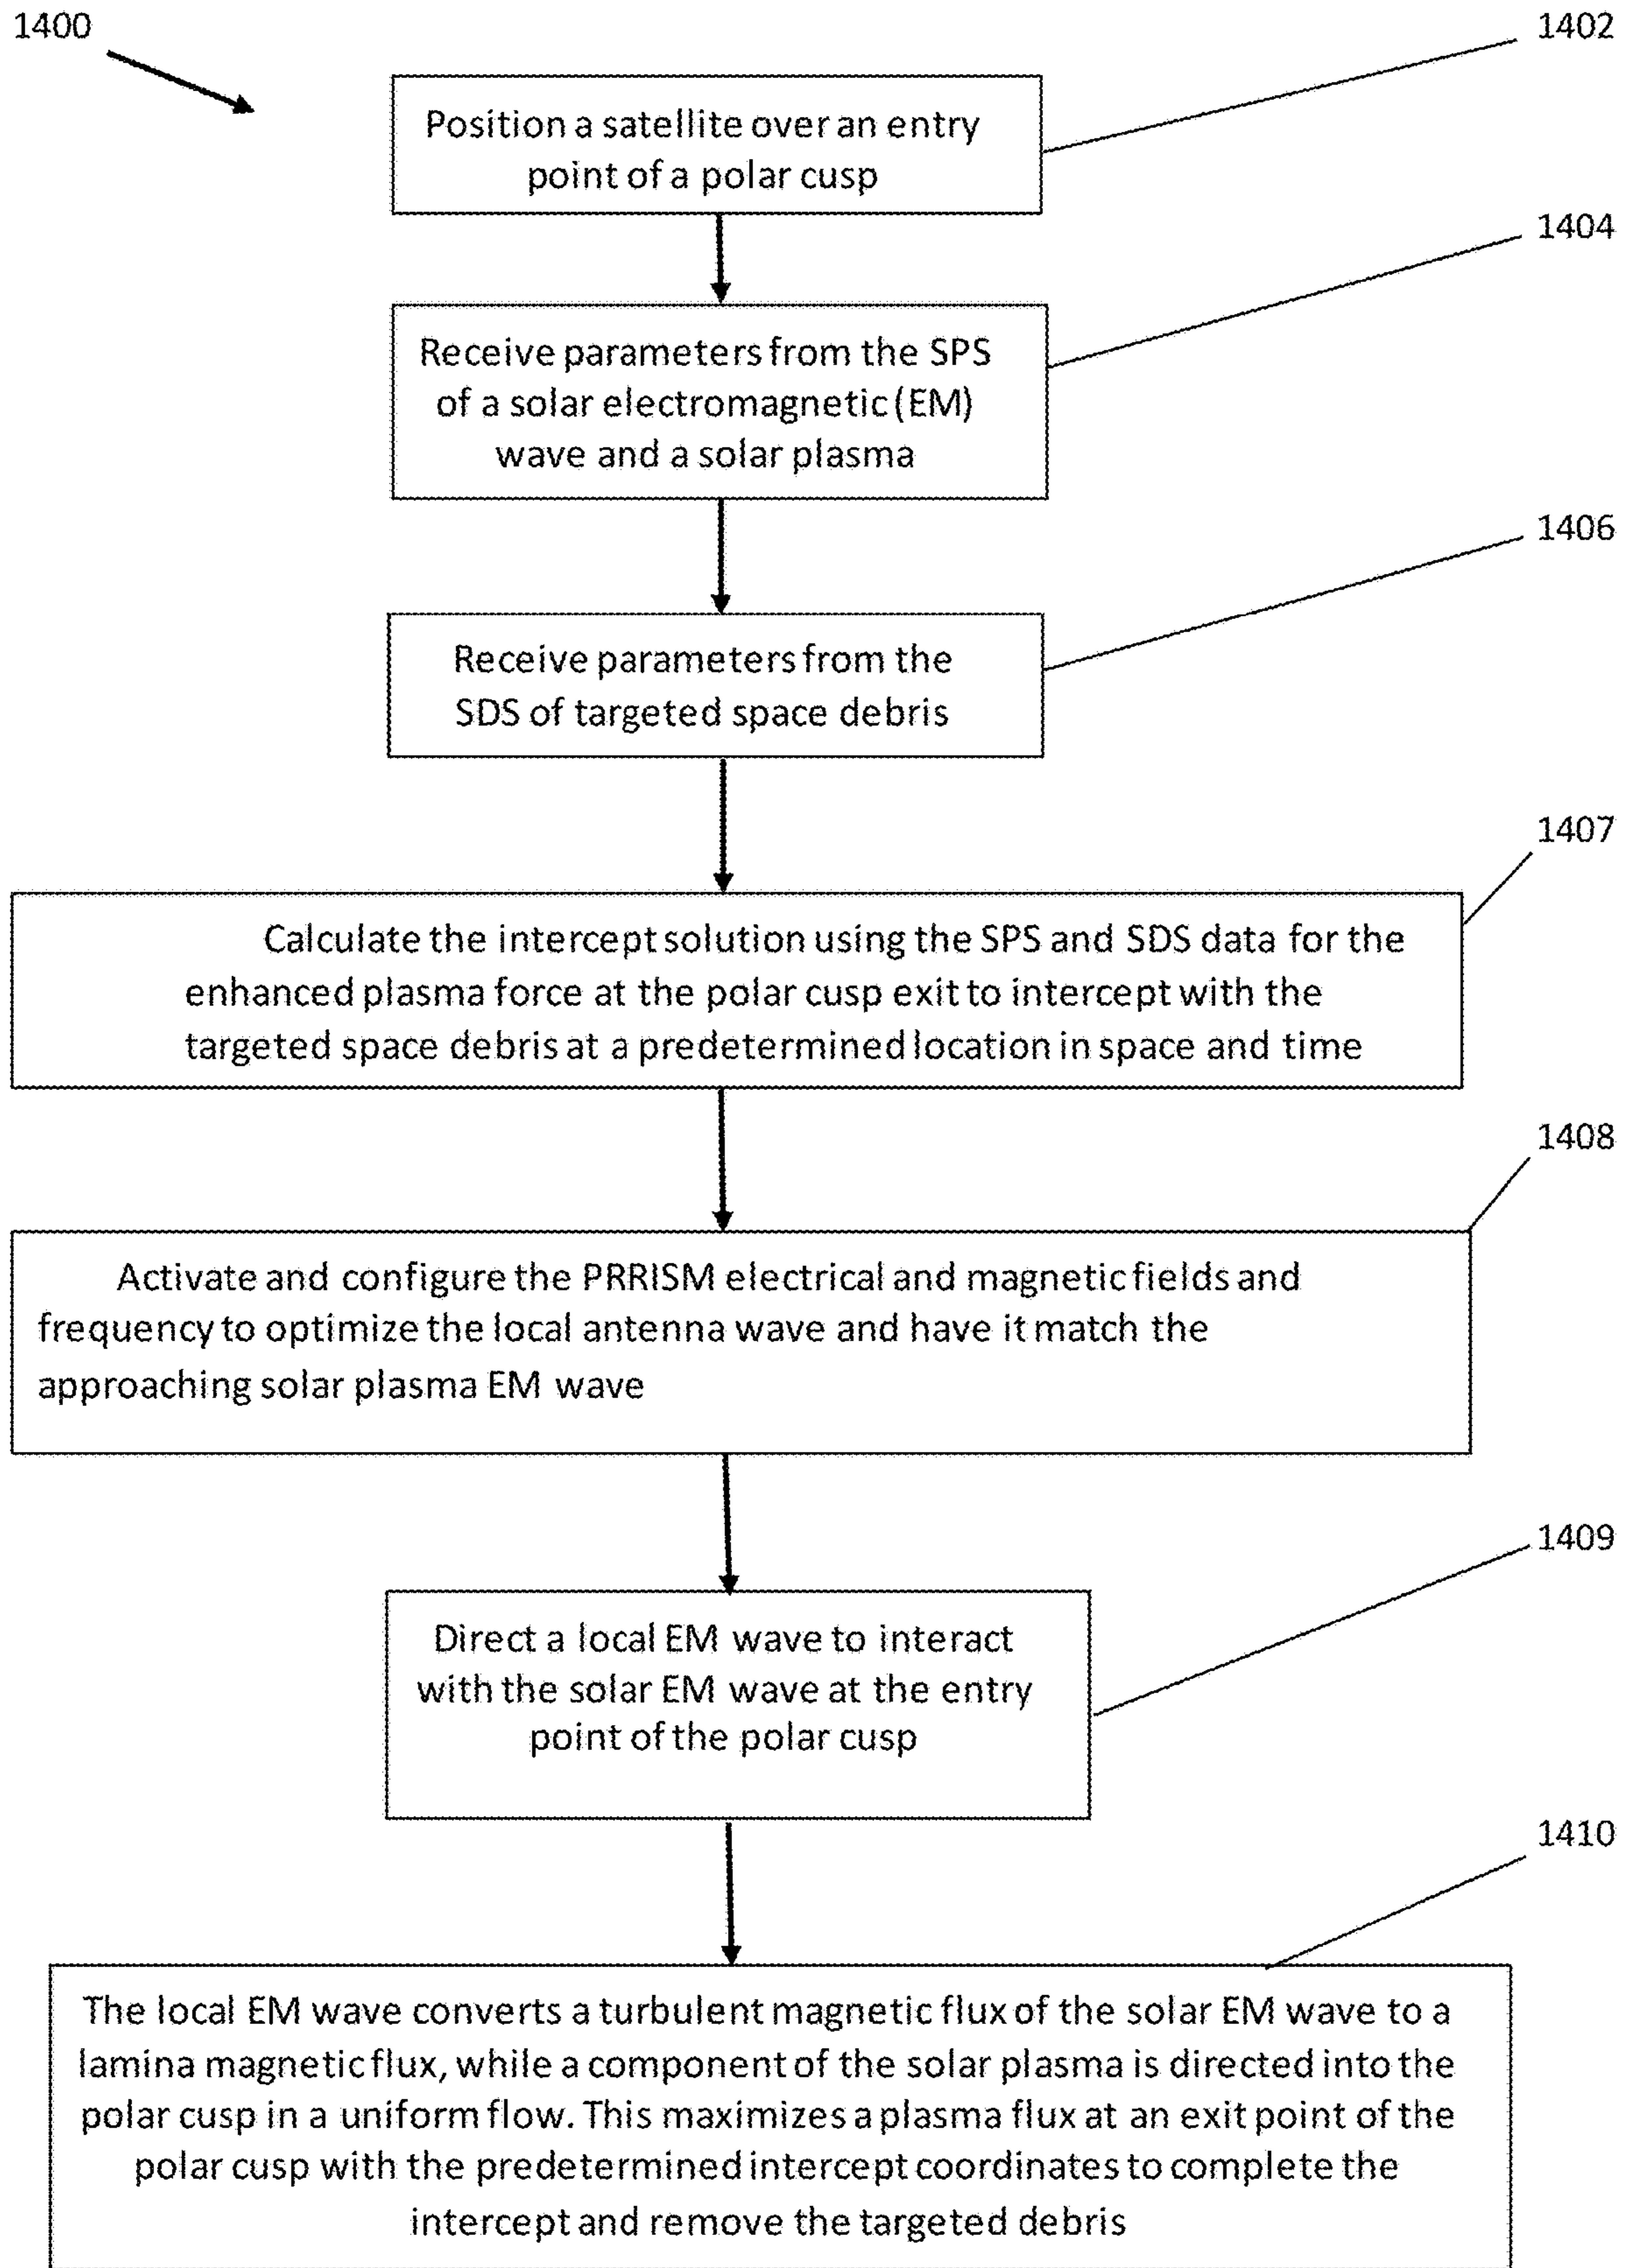 1400
1402
Position a satellite over an entry
point of a polar cusp
1404
Receive parameters from the SPS
of a solar electromagnetic (EM)
wave and a solar plasma
1406
Receive parameters from the
SDS of targeted space debris
1407
Calculate the intercept solution using the SPS and SDS data for the
enhanced plasma force at the polar cusp exit to intercept with the
targeted space debris at a predetermined location in space and time
1408
Activate and configure the PRRISM electrical and magnetic fields and
frequency to optimize the local antenna wave and have it match the
approaching solar plasma EM wave
1409
Direct a local EM wave to interact
with the solar EM wave at the entry
point of the polar cusp
1410
The local EM wave converts a turbulent magnetic flux of the solar EM wave to a
lamina magnetic flux, while a component of the solar plasma is directed into the
polar cusp in a uniform flow. This maximizes a plasma flux at an exit point of the
polar cusp with the predetermined intercept coordinates to complete the
intercept and remove the targeted debris